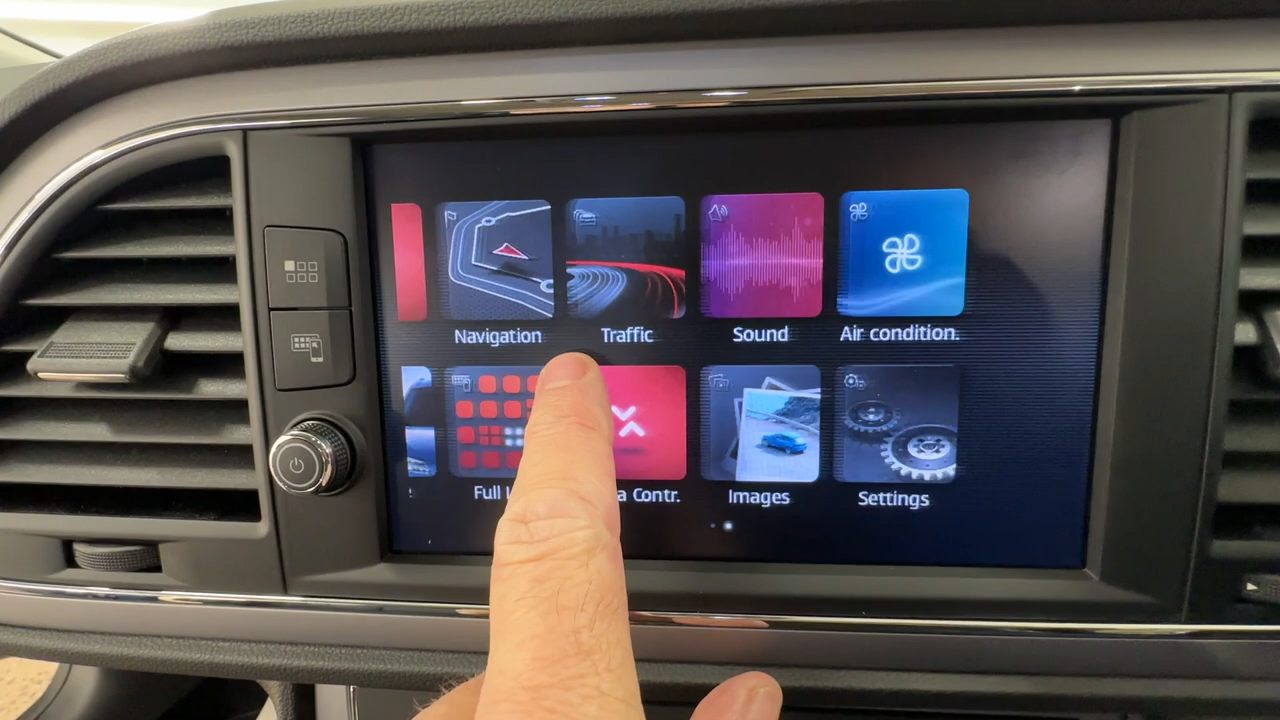 Navigation
Traffic
Sound
Air condition.
Full
a Contr.
Images
Settings